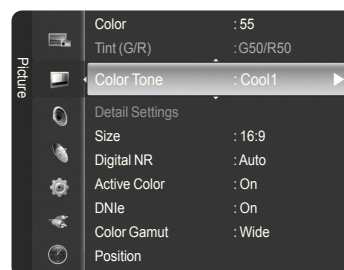 Picture
Color : 55
Tint (G/R) : G50/R50
Color Tone : Cool1
Detail Settings
Size : 16:9
Digital NR : Auto
Active Color : On
DNIe : On
Color Gamut : Wide
Position